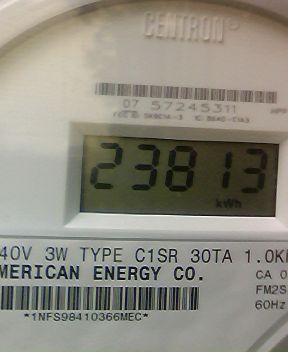 CENTRON®
07 57245311
23813
kWh
40V 3W TYPE C1SR 30TA 1.0K
MERICAN ENERGY CO.
CA 0
FM2S
60Hz
*1NFS98410366MEC*